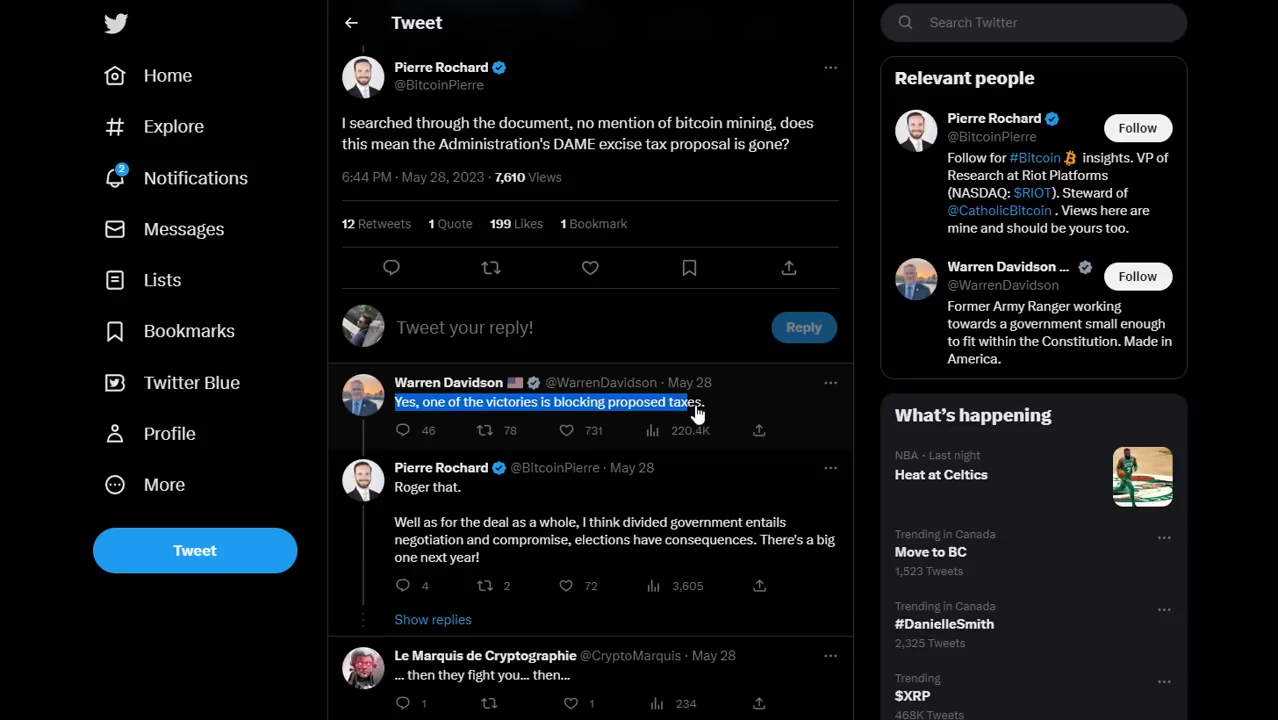 Home
Explore
2
Notifications
Messages
Lists
Bookmarks
Twitter Blue
Profile
More
Tweet
Tweet
Pierre Rochard
@BitcoinPierre
I searched through the document, no mention of bitcoin mining, does
this mean the Administration's DAME excise tax proposal is gone?
6:44 PM · May 28, 2023 · 7,610 Views
12 Retweets 1 Quote 199 Likes 1 Bookmark
Tweet your reply!
Reply
Warren Davidson @WarrenDavidson · May 28
Yes, one of the victories is blocking proposed taxes.
46 78 731 220.4K
Pierre Rochard @BitcoinPierre · May 28
Roger that.
Well as for the deal as a whole, I think divided government entails
negotiation and compromise, elections have consequences. There's a big
one next year!
4 2 72 3,605
Show replies
Le Marquis de Cryptographie @CryptoMarquis · May 28
... then they fight you... then...
1 1 234
Search Twitter
Relevant people
Pierre Rochard
@BitcoinPierre
Follow
Follow for #Bitcoin insights. VP of
Research at Riot Platforms
(NASDAQ: $RIOT). Steward of
@CatholicBitcoin . Views here are
mine and should be yours too.
Warren Davidson ...
@WarrenDavidson
Follow
Former Army Ranger working
towards a government small enough
to fit within the Constitution. Made in
America.
What's happening
NBA · Last night
Heat at Celtics
Trending in Canada
Move to BC
1,523 Tweets
Trending in Canada
#DanielleSmith
2,325 Tweets
Trending
$XRP
468K Tweets